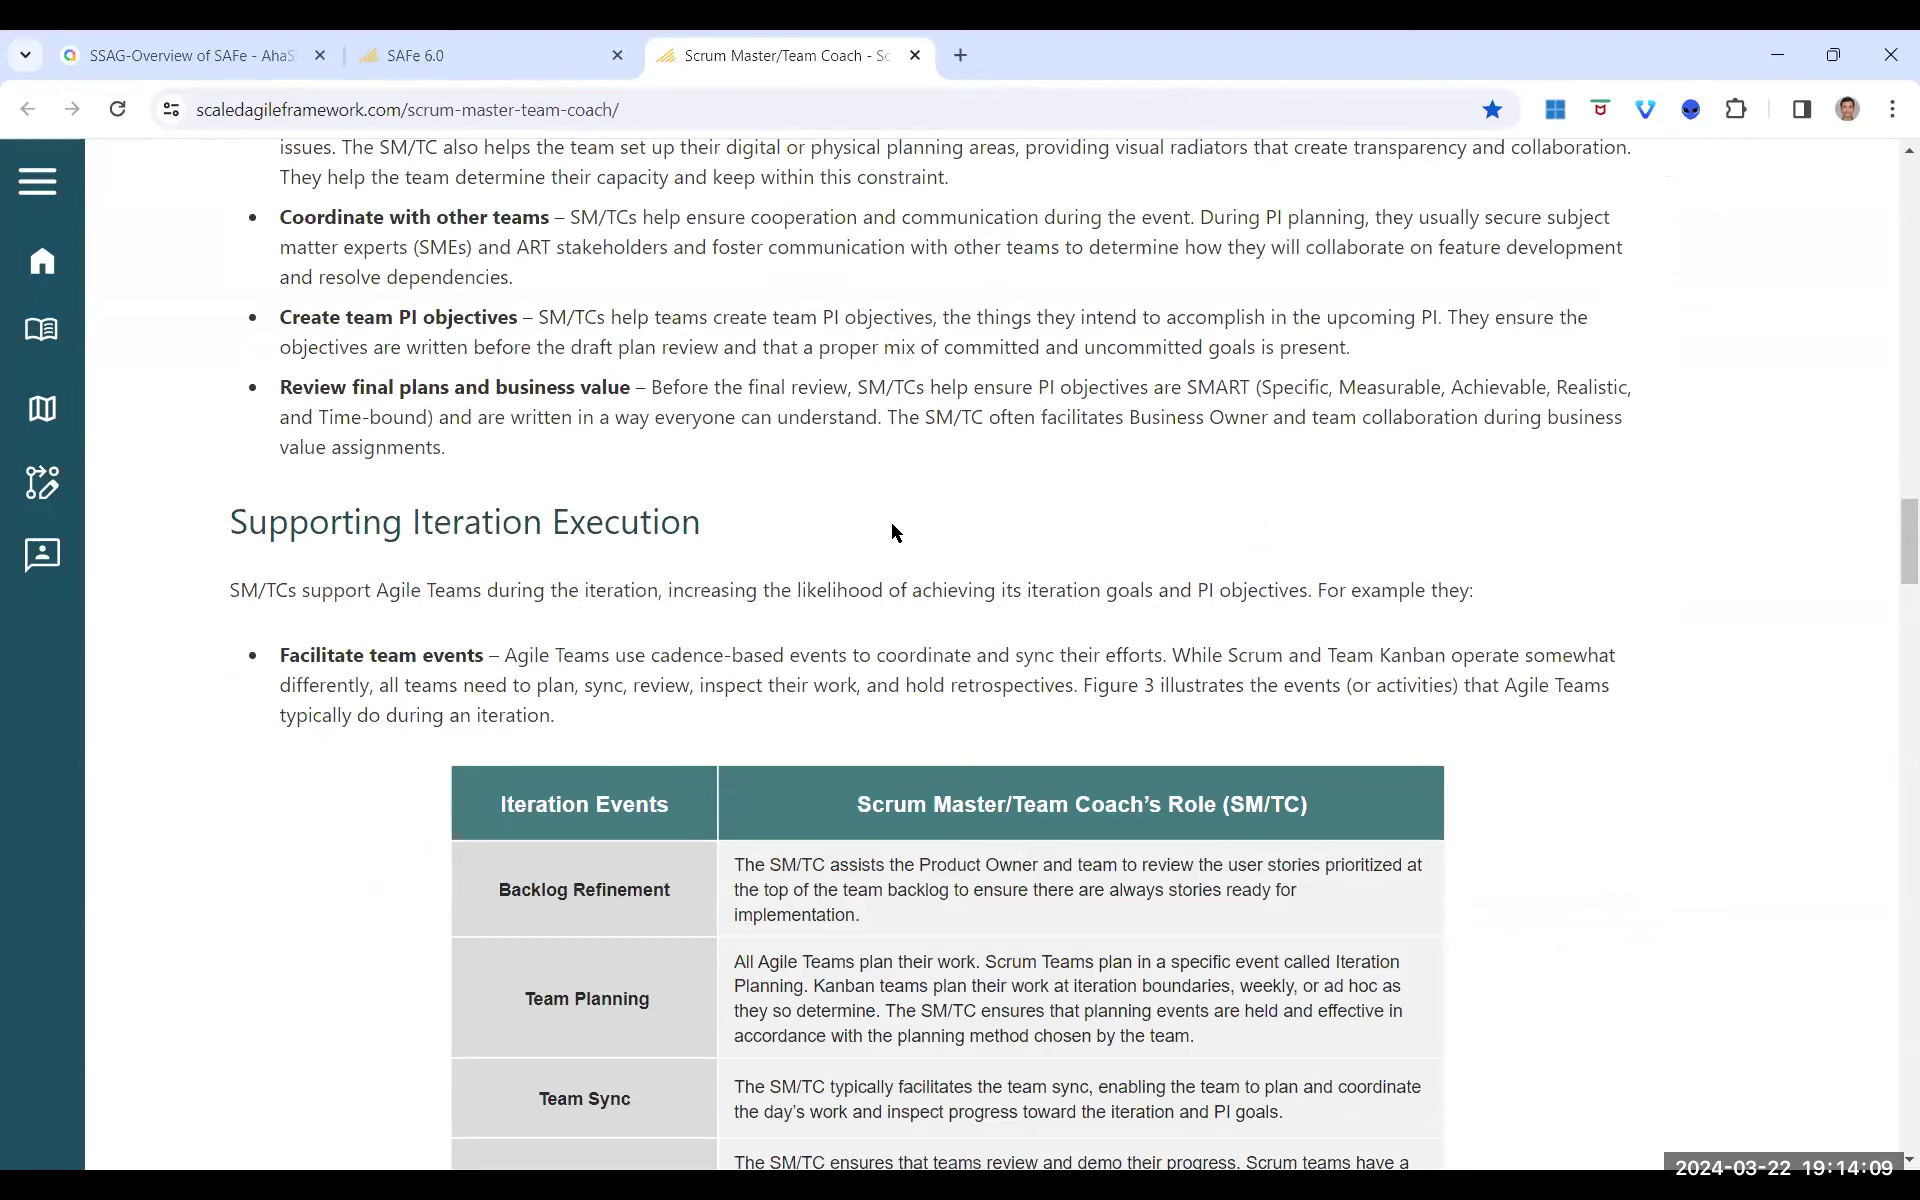 SSAG-Overview of SAFe - AhaS
SAFe 6.0
Scrum Master/Team Coach - Sc
scaledagileframework.com/scrum-master-team-coach/
issues. The SM/TC also helps the team set up their digital or physical planning areas, providing visual radiators that create transparency and collaboration.
They help the team determine their capacity and keep within this constraint.
• Coordinate with other teams – SM/TCs help ensure cooperation and communication during the event. During PI planning, they usually secure subject
matter experts (SMEs) and ART stakeholders and foster communication with other teams to determine how they will collaborate on feature development
and resolve dependencies.
• Create team PI objectives – SM/TCs help teams create team PI objectives, the things they intend to accomplish in the upcoming PI. They ensure the
objectives are written before the draft plan review and that a proper mix of committed and uncommitted goals is present.
• Review final plans and business value – Before the final review, SM/TCs help ensure PI objectives are SMART (Specific, Measurable, Achievable, Realistic,
and Time-bound) and are written in a way everyone can understand. The SM/TC often facilitates Business Owner and team collaboration during business
value assignments.
Supporting Iteration Execution
SM/TCs support Agile Teams during the iteration, increasing the likelihood of achieving its iteration goals and PI objectives. For example they:
• Facilitate team events – Agile Teams use cadence-based events to coordinate and sync their efforts. While Scrum and Team Kanban operate somewhat
differently, all teams need to plan, sync, review, inspect their work, and hold retrospectives. Figure 3 illustrates the events (or activities) that Agile Teams
typically do during an iteration.
Iteration Events
Scrum Master/Team Coach’s Role (SM/TC)
Backlog Refinement
The SM/TC assists the Product Owner and team to review the user stories prioritized at
the top of the team backlog to ensure there are always stories ready for
implementation.
Team Planning
All Agile Teams plan their work. Scrum Teams plan in a specific event called Iteration
Planning. Kanban teams plan their work at iteration boundaries, weekly, or ad hoc as
they so determine. The SM/TC ensures that planning events are held and effective in
accordance with the planning method chosen by the team.
Team Sync
The SM/TC typically facilitates the team sync, enabling the team to plan and coordinate
the day’s work and inspect progress toward the iteration and PI goals.
The SM/TC ensures that teams review and demo their progress. Scrum teams have a
2024-03-22 19:14:09